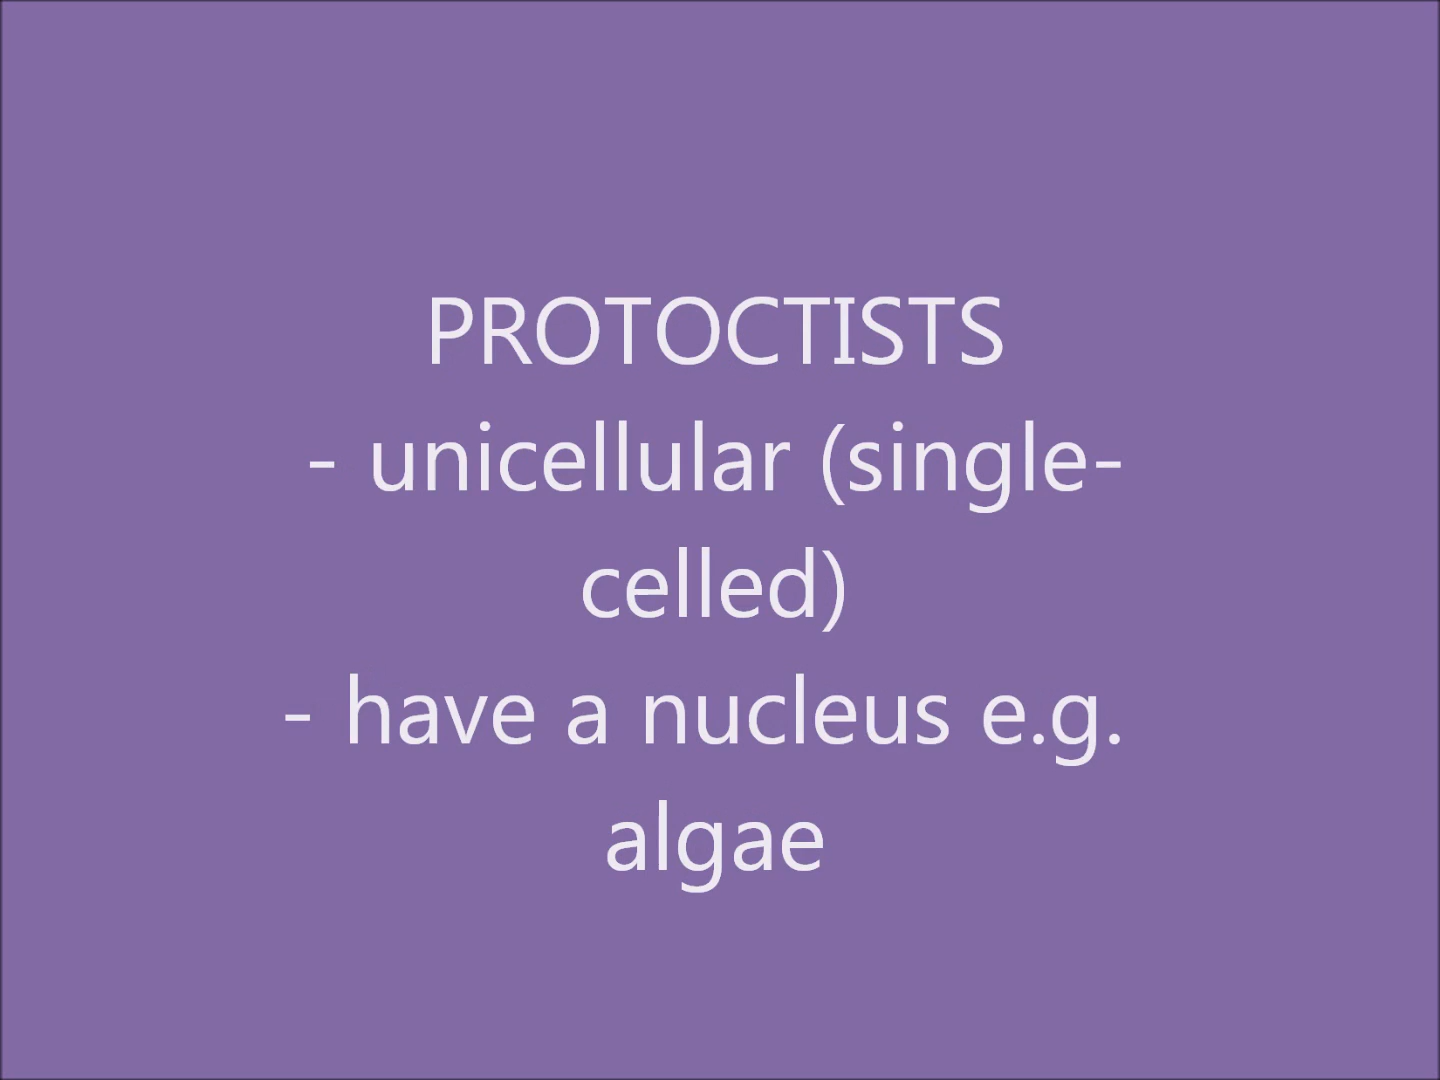 PROTOCTISTS
- unicellular (single-
celled)
- have a nucleus e.g.
algae